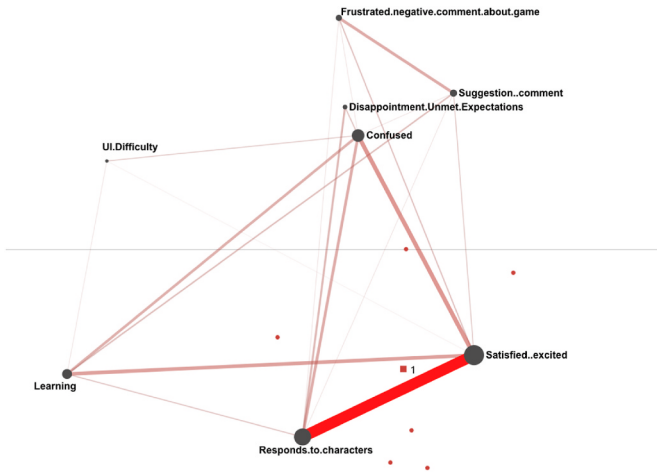 Frustrated.negative.comment.about.game
Suggestion..comment
Disappointment.Unmet.Expectations
Confused
UI.Difficulty
Satisfied..excited
1
Learning
Responds.to.characters